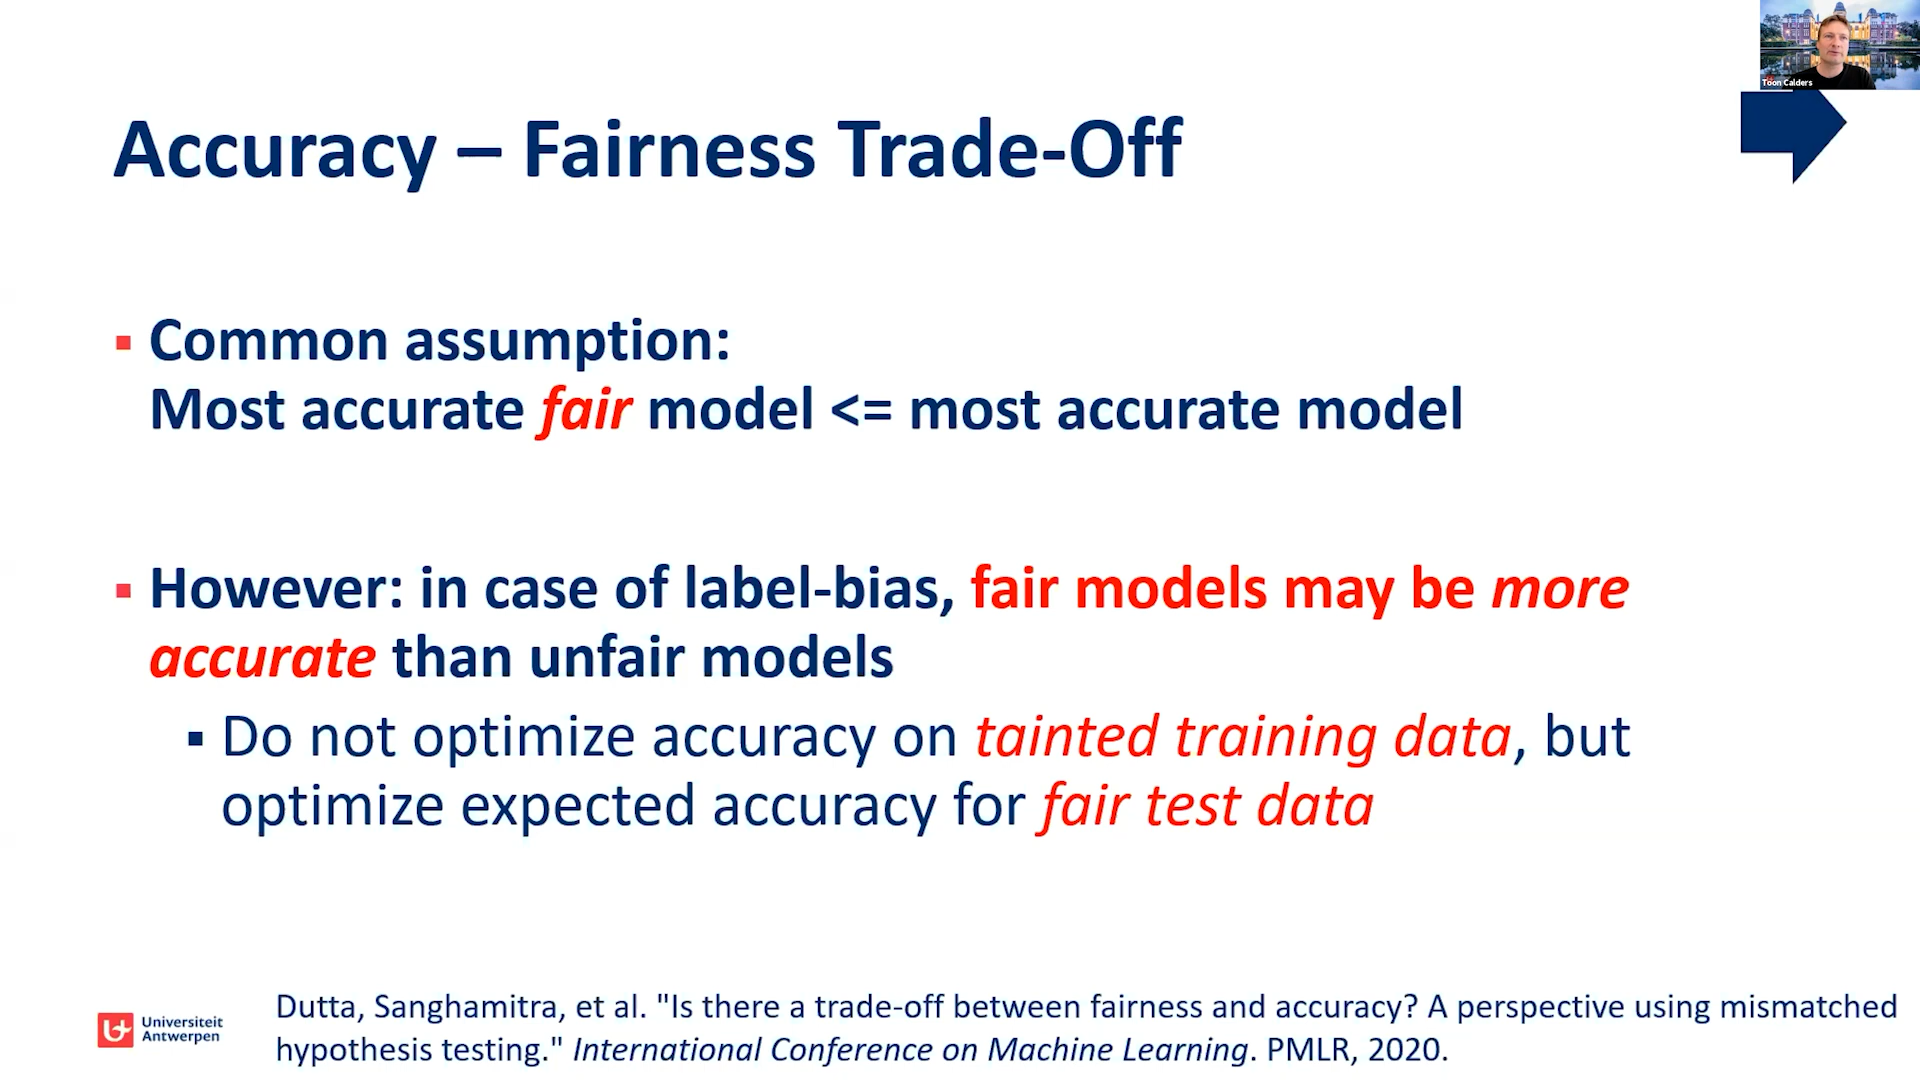 Toon Calders
Accuracy – Fairness Trade-Off
Common assumption:
Most accurate fair model <= most accurate model
However: in case of label-bias, fair models may be more
accurate than unfair models
Do not optimize accuracy on tainted training data, but
optimize expected accuracy for fair test data
Universiteit
Antwerpen
Dutta, Sanghamitra, et al. "Is there a trade-off between fairness and accuracy? A perspective using mismatched
hypothesis testing." International Conference on Machine Learning. PMLR, 2020.